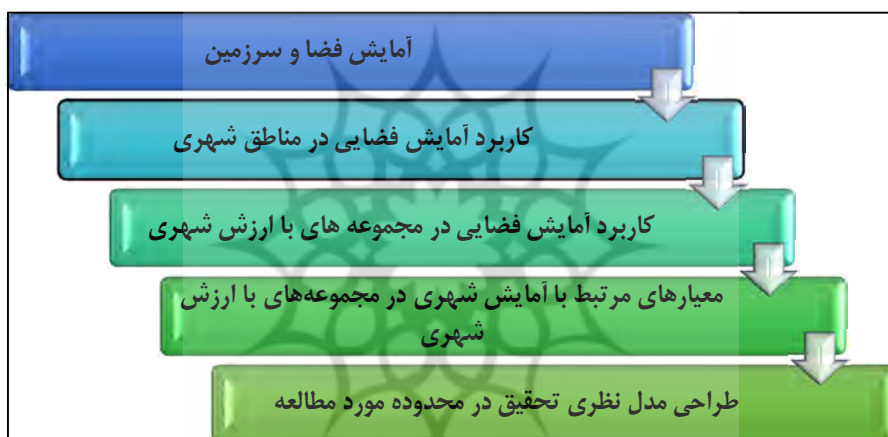 آمایش فضا و سرزمین
کاربرد آمایش فضایی در مناطق شهری
کاربرد آمایش فضایی در مجموعه های با ارزش شهری
معیارهای مرتبط با آمایش شهری در مجموعه‌های با ارزش
شهری
طراحی مدل نظری تحقیق در محدوده مورد مطالعه